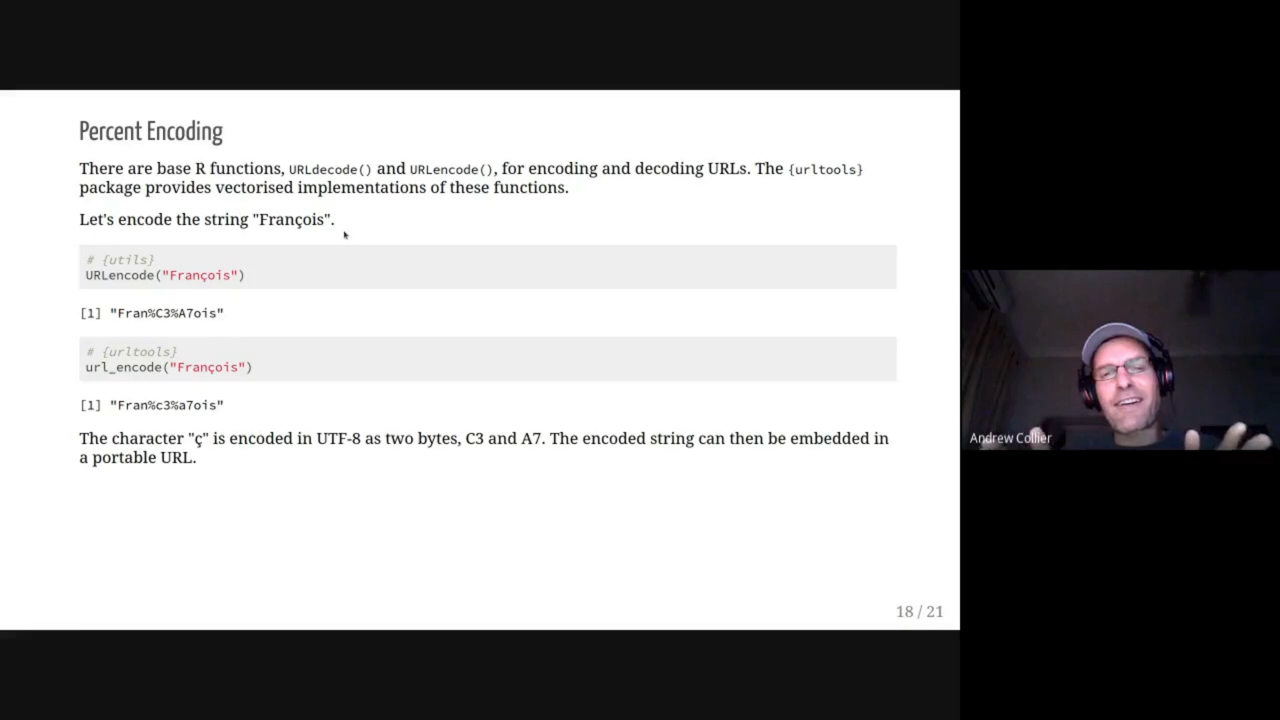 Percent Encoding
There are base R functions, URLdecode() and URLencode(), for encoding and decoding URLs. The {urltools}
package provides vectorised implementations of these functions.
Let's encode the string "François".
# {utils}
URLencode("François")
[1] "Fran%C3%A7ois"
# {urltools}
url_encode("François")
[1] "Fran%c3%a7ois"
The character "ç" is encoded in UTF-8 as two bytes, C3 and A7. The encoded string can then be embedded in
a portable URL.
18 / 21
Andrew Collier